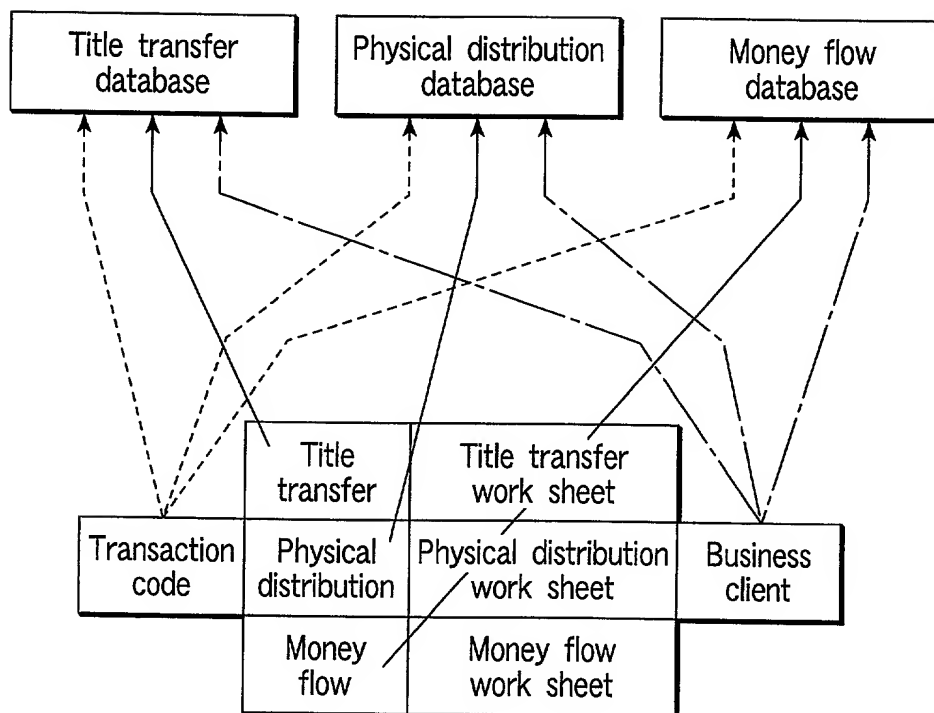 Title transfer
database
Physical distribution
database
Money flow
database
Title
transfer
Title transfer
work sheet
Transaction
code
Physical
distribution
Physical distribution
work sheet
Business
client
Money
flow
Money flow
work sheet